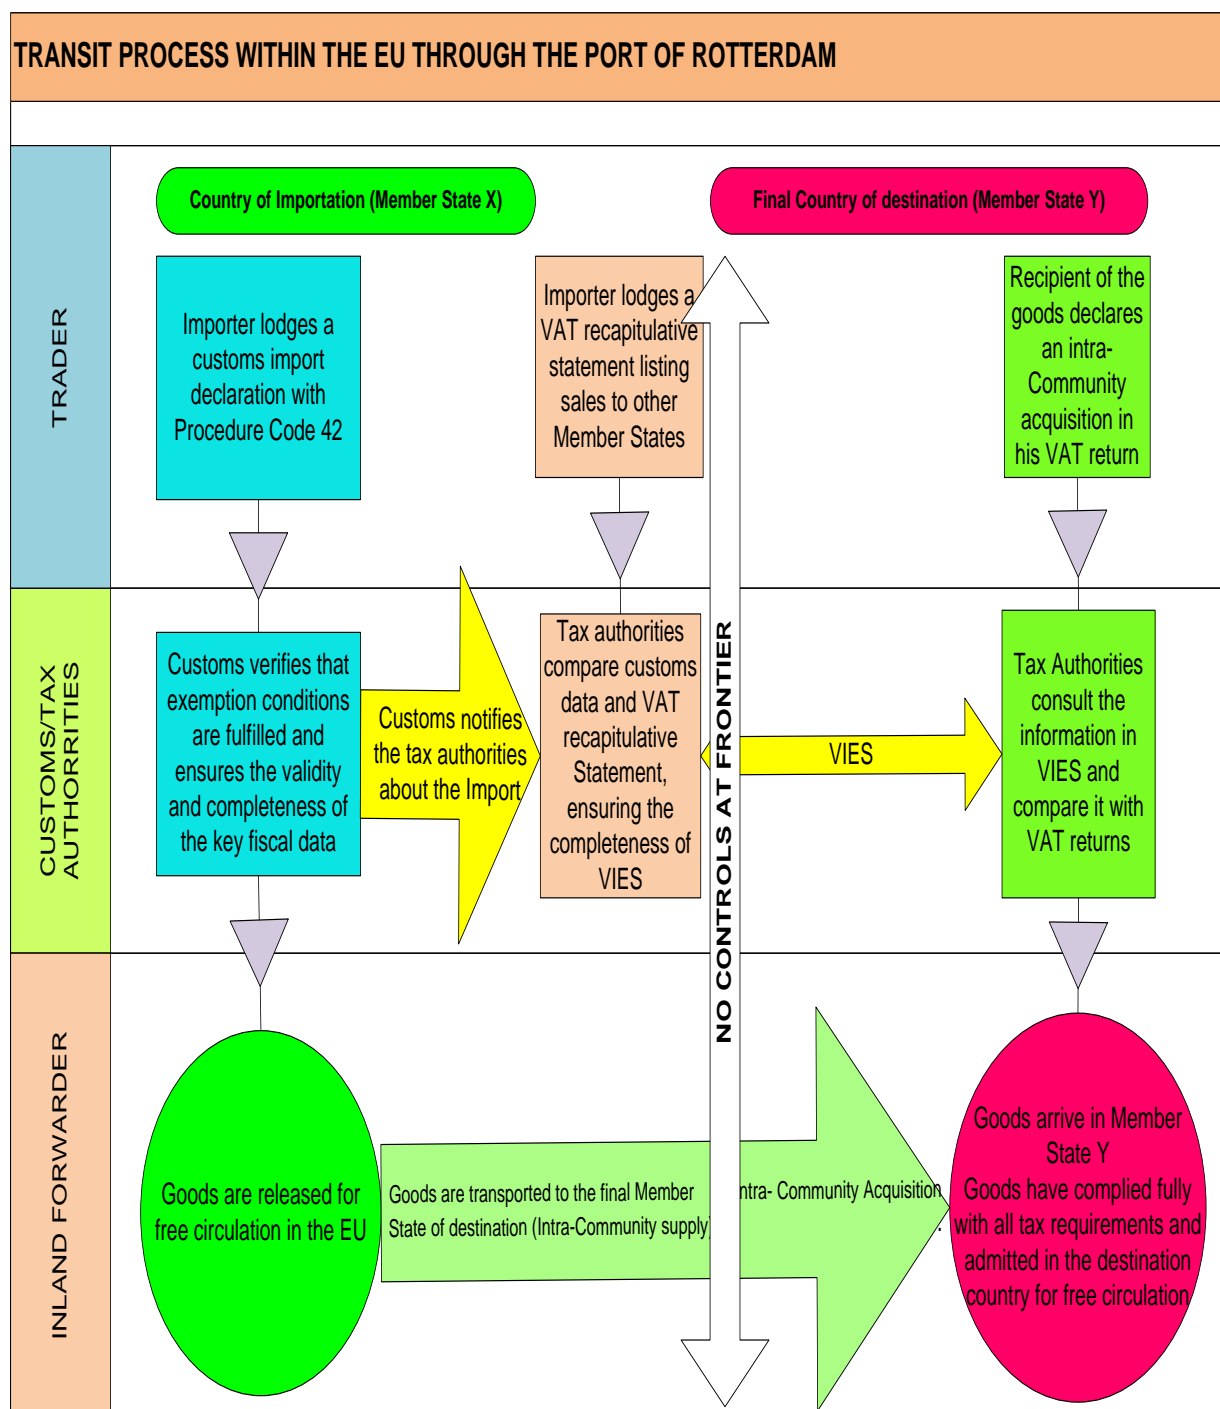 TRANSIT PROCESS WITHIN THE EU THROUGH THE PORT OF ROTTERDAM
TRADER
Country of Importation (Member State X)
Final Country of destination (Member State Y)
Importer lodges a
customs import
declaration with
Procedure Code 42
Importer lodges a
VAT recapitulative
statement listing
sales to other
Member States
Recipient of the
goods declares
an intra-
Community
acquisition in
his VAT return
NO CONTROLS AT FRONTIER
CUSTOMS/TAX
AUTHORRITIES
Customs verifies that
exemption conditions
are fulfilled and
ensures the validity
and completeness of
the key fiscal data
Customs notifies
the tax authorities
about the Import
Tax authorities
compare customs
data and VAT
recapitulative
Statement,
ensuring the
completeness of
VIES
VIES
Tax Authorities
consult the
information in
VIES and
compare it with
VAT returns
INLAND FORWARDER
Goods are released for
free circulation in the EU
Goods are transported to the final Member
State of destination (Intra-Community supply)
Intra- Community Acquisition
.
Goods arrive in Member
State Y
Goods have complied fully
with all tax requirements and
admitted in the destination
country for free circulation